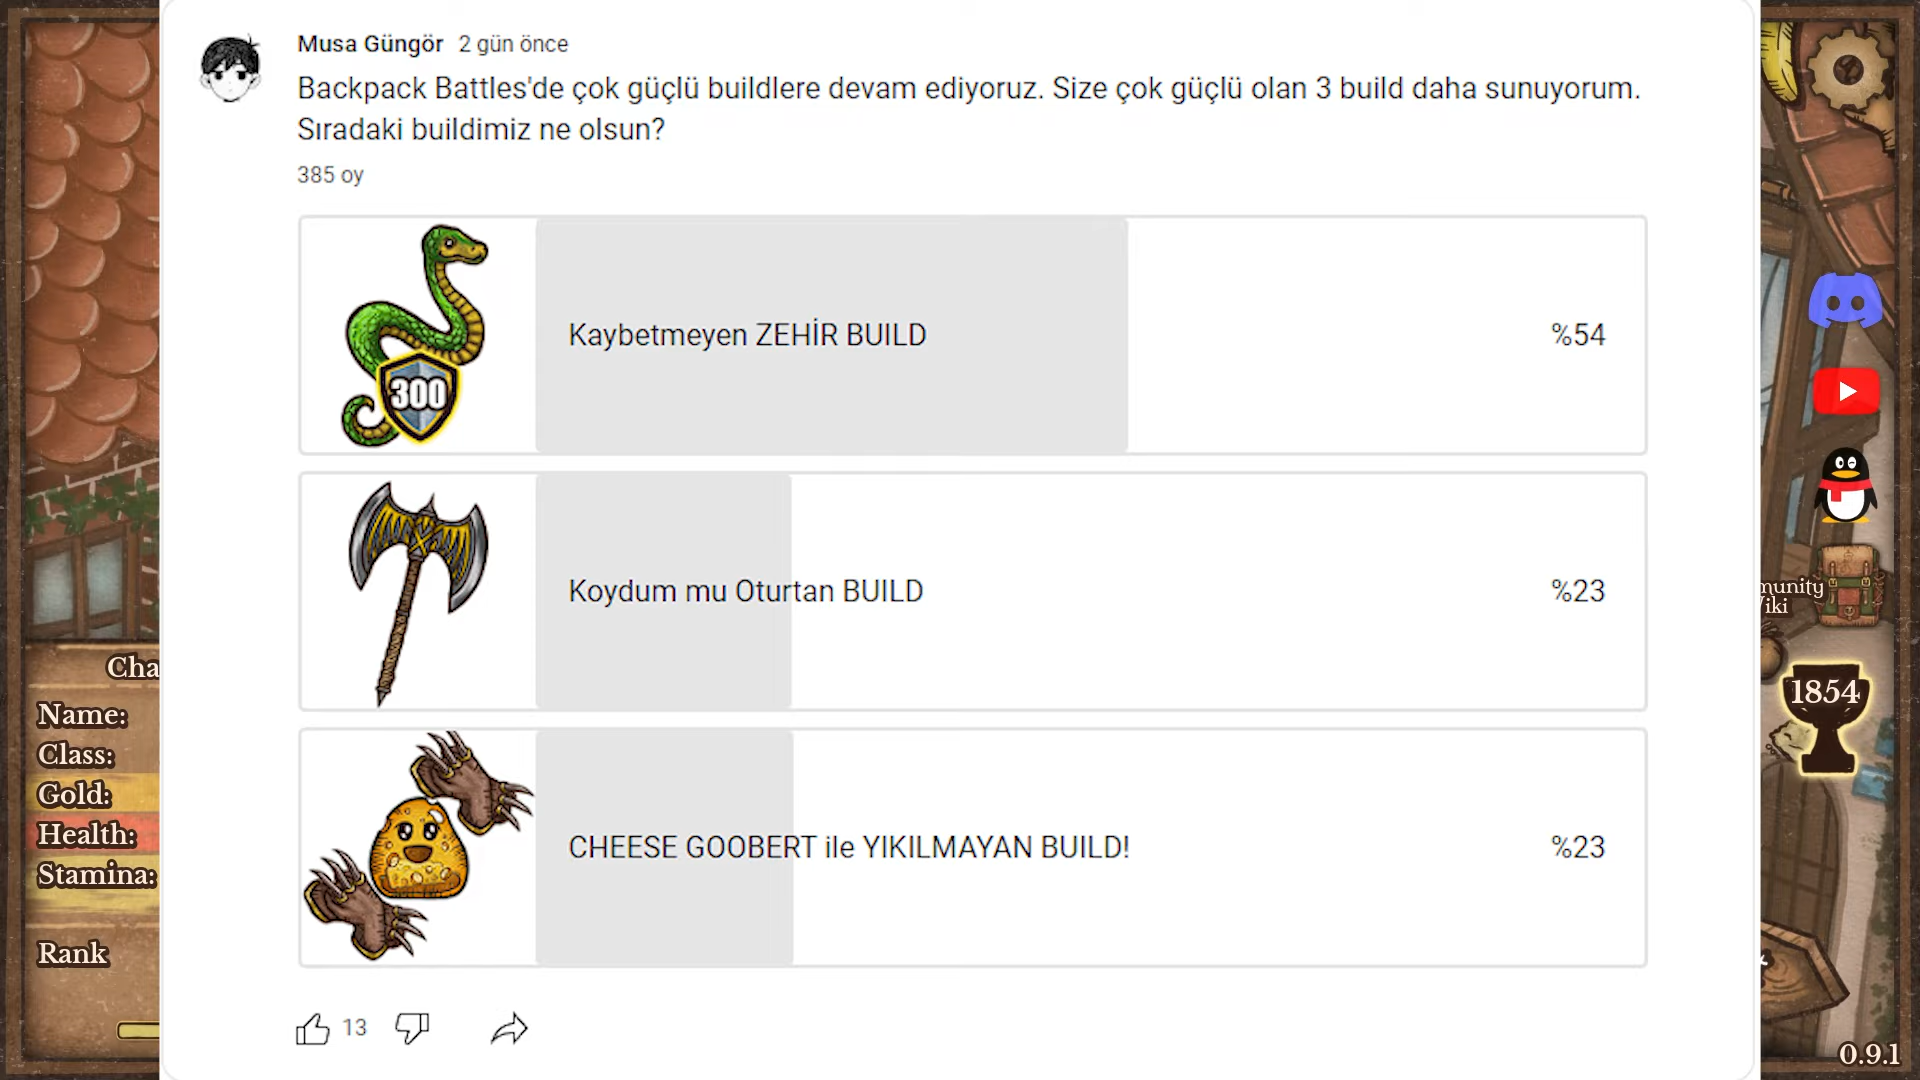 Musa Güngör 2 gün önce
Backpack Battles'de çok güçlü buildlere devam ediyoruz. Size çok güçlü olan 3 build daha sunuyorum.
Sıradaki buildimiz ne olsun?
385 oy
300
Kaybetmeyen ZEHİR BUILD
%54
Koydum mu Oturtan BUILD
%23
CHEESE GOOBERT ile YIKILMAYAN BUILD!
%23
13
Cha
Name:
Class:
Gold:
Health:
Stamina:
Rank
munity
iki
1854
0.9.1